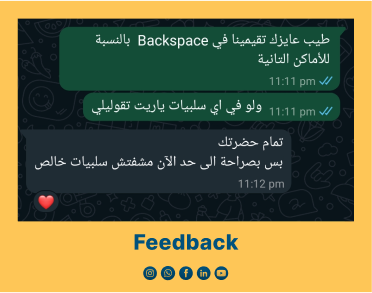 طيب عايزك تقيمينا في Backspace بالنسبة
للأماكن التانية
11:11 pm
ولو في اي سلبيات ياريت تقوليلي
11:11 pm
تمام حضرتك
بس بصراحة الى حد الآن مشفتش سلبيات خالص
11:12 pm
Feedback